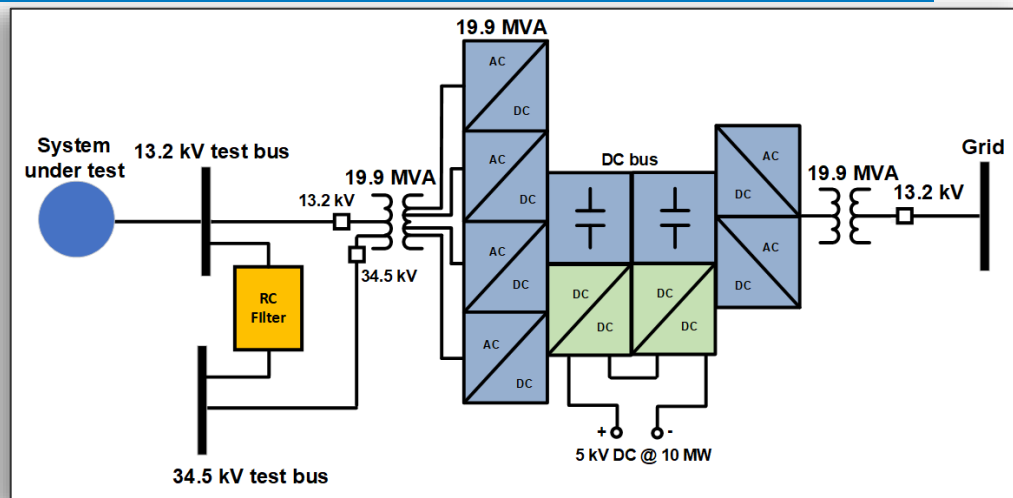 19.9 MVA
AC
DC
AC
DC
AC
DC
AC
DC
System
under test
13.2 kV test bus
13.2 kV
19.9 MVA
34.5 kV
RC
Filter
34.5 kV test bus
DC bus
DC
DC
DC
DC
+
-
5 kV DC @ 10 MW
AC
DC
AC
DC
19.9 MVA
13.2 kV
Grid